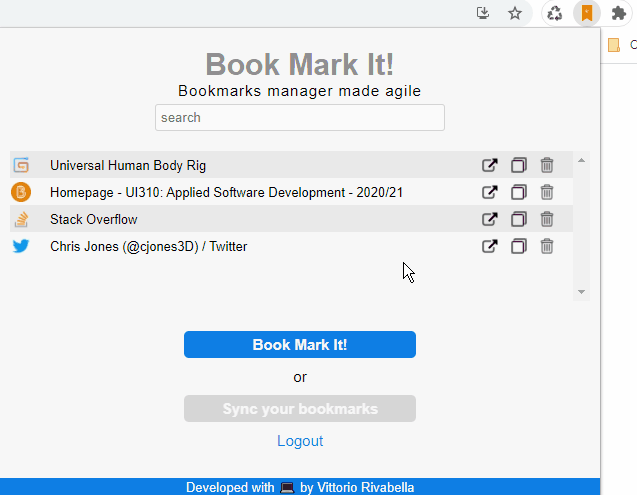 Book Mark It!
Bookmarks manager made agile
search
Universal Human Body Rig
Homepage - UI310: Applied Software Development - 2020/21
Stack Overflow
Chris Jones (@cjones3D) / Twitter
Book Mark It!
or
Sync your bookmarks
Logout
Developed with 💻 by Vittorio Rivabella